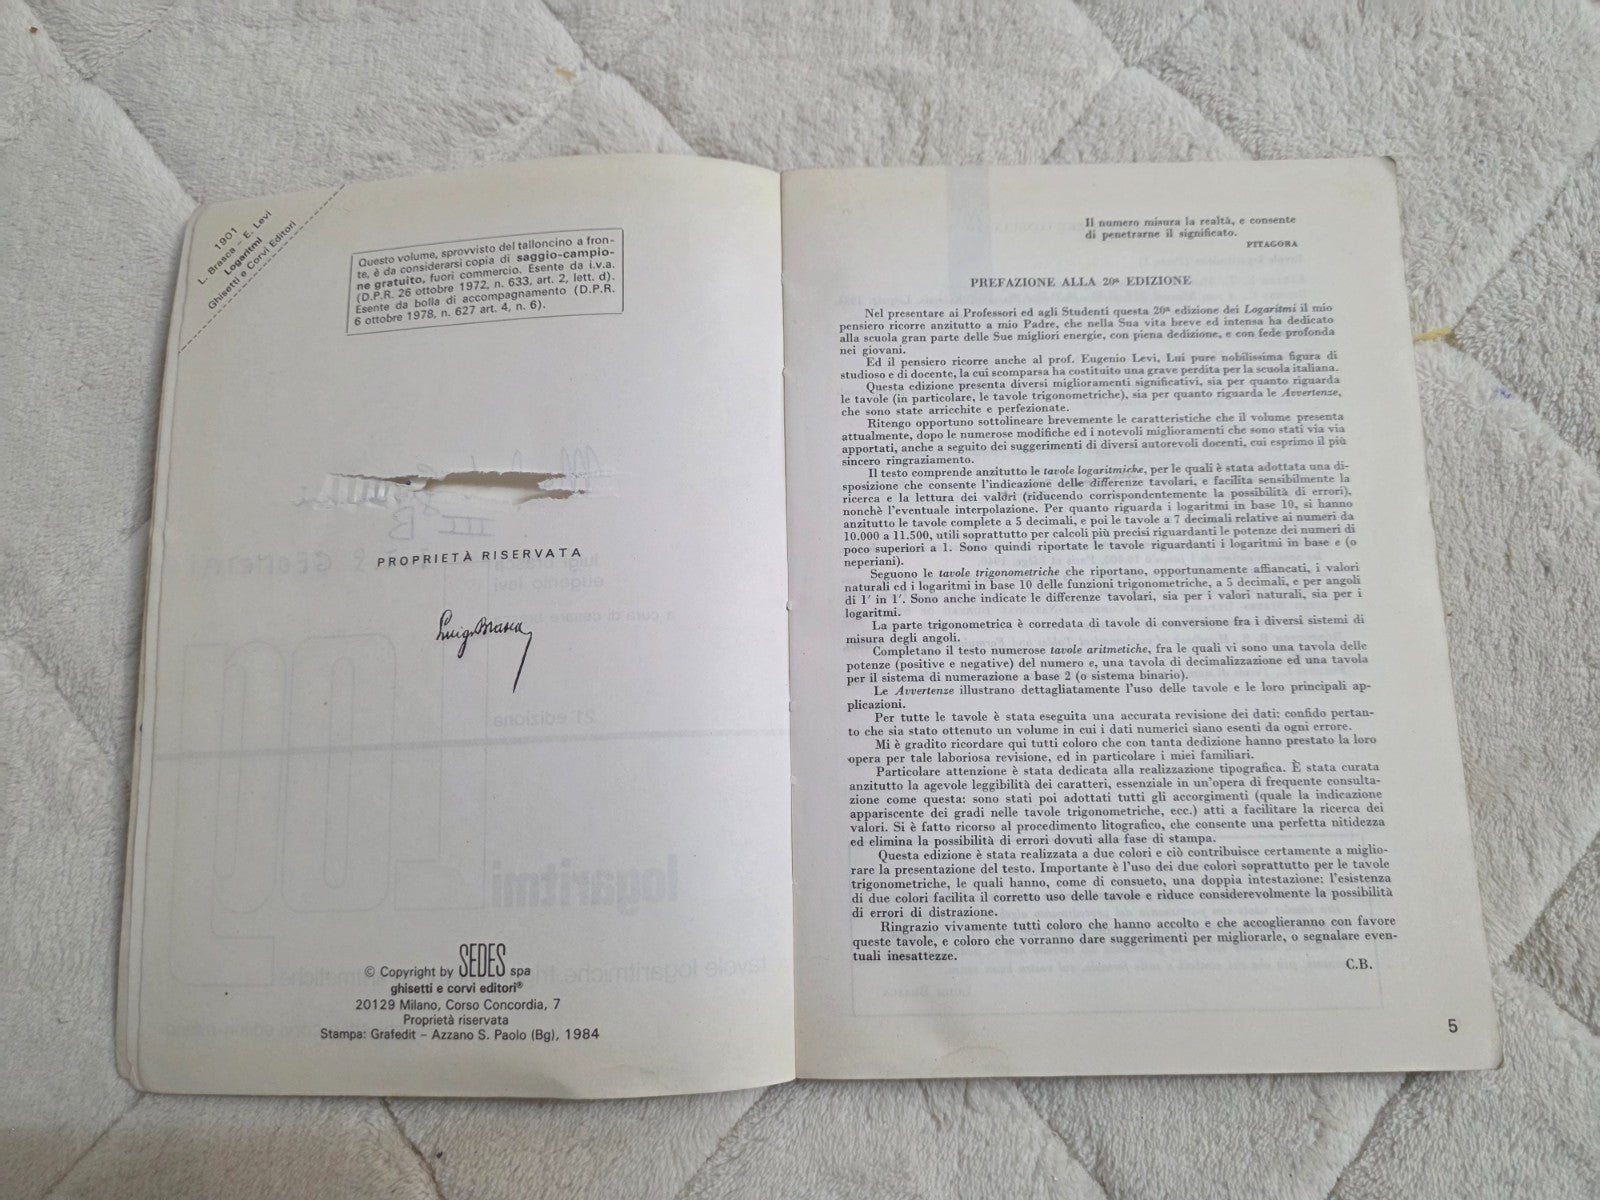 1901
L. Brasca - E. Levi
Logaritmi
Ghisetti e Corvi Editori
Questo volume, sprovvisto del talloncino a fron-
te, è da considerarsi copia di saggio-campio-
ne gratuito, fuori commercio. Esente da i.v.a.
(D.P.R. 26 ottobre 1972, n. 633, art. 2, lett. d).
Esente da bolla di accompagnamento (D.P.R.
6 ottobre 1978, n. 627 art. 4, n. 6).
III B
PROPRIETÀ RISERVATA
luigi brasca
eugenio levi
a cura di cesare
Luigi Brasca
21 edizione
logaritmi
tavole logaritmiche
© Copyright by SEDES spa
ghisetti e corvi editori®
20129 Milano, Corso Concordia, 7
Proprietà riservata
Stampa: Grafedit - Azzano S. Paolo (Bg), 1984
Il numero misura la realtà, e consente
di penetrarne il significato.
PITAGORA
PREFAZIONE ALLA 20ª EDIZIONE
Nel presentare ai Professori ed agli Studenti questa 20ª edizione dei Logaritmi il mio
pensiero ricorre anzitutto a mio Padre, che nella Sua vita breve ed intensa ha dedicato
alla scuola gran parte delle Sue migliori energie, con piena dedizione, e con fede profonda
nei giovani.
Ed il pensiero ricorre anche al prof. Eugenio Levi, Lui pure nobilissima figura di
studioso e di docente, la cui scomparsa ha costituito una grave perdita per la scuola italiana.
Questa edizione presenta diversi miglioramenti significativi, sia per quanto riguarda
le tavole (in particolare, le tavole trigonometriche), sia per quanto riguarda le Avvertenze,
che sono state arricchite e perfezionate.
Ritengo opportuno sottolineare brevemente le caratteristiche che il volume presenta
attualmente, dopo le numerose modifiche ed i notevoli miglioramenti che sono stati via via
apportati, anche a seguito dei suggerimenti di diversi autorevoli docenti, cui esprimo il più
sincero ringraziamento.
Il testo comprende anzitutto le tavole logaritmiche, per le quali è stata adottata una di-
sposizione che consente l'indicazione delle differenze tavolari, e facilita sensibilmente la
ricerca e la lettura dei valori (riducendo corrispondentemente la possibilità di errori),
nonchè l'eventuale interpolazione. Per quanto riguarda i logaritmi in base 10, si hanno
anzitutto le tavole complete a 5 decimali, e poi le tavole a 7 decimali relative ai numeri da
10.000 a 11.500, utili soprattutto per calcoli più precisi riguardanti le potenze dei numeri di
poco superiori a 1. Sono quindi riportate le tavole riguardanti i logaritmi in base e (o
neperiani).
Seguono le tavole trigonometriche che riportano, opportunamente affiancati, i valori
naturali ed i logaritmi in base 10 delle funzioni trigonometriche, a 5 decimali, e per angoli
di 1' in 1'. Sono anche indicate le differenze tavolari, sia per i valori naturali, sia per i
logaritmi.
La parte trigonometrica è corredata di tavole di conversione fra i diversi sistemi di
misura degli angoli.
Completano il testo numerose tavole aritmetiche, fra le quali vi sono una tavola delle
potenze (positive e negative) del numero e, una tavola di decimalizzazione ed una tavola
per il sistema di numerazione a base 2 (o sistema binario).
Le Avvertenze illustrano dettagliatamente l'uso delle tavole e le loro principali ap-
plicazioni.
Per tutte le tavole è stata eseguita una accurata revisione dei dati: confido pertan-
to che sia stato ottenuto un volume in cui i dati numerici siano esenti da ogni errore.
Mi è gradito ricordare qui tutti coloro che con tanta dedizione hanno prestato la loro
opera per tale laboriosa revisione, ed in particolare i miei familiari.
Particolare attenzione è stata dedicata alla realizzazione tipografica. È stata curata
anzitutto la agevole leggibilità dei caratteri, essenziale in un'opera di frequente consulta-
zione come questa: sono stati poi adottati tutti gli accorgimenti (quale la indicazione
appariscente dei gradi nelle tavole trigonometriche, ecc.) atti a facilitare la ricerca dei
valori. Si è fatto ricorso al procedimento litografico, che consente una perfetta nitidezza
ed elimina la possibilità di errori dovuti alla fase di stampa.
Questa edizione è stata realizzata a due colori e ciò contribuisce certamente a miglio-
rare la presentazione del testo. Importante è l'uso dei due colori soprattutto per le tavole
trigonometriche, le quali hanno, come di consueto, una doppia intestazione: l'esistenza
di due colori facilita il corretto uso delle tavole e riduce considerevolmente la possibilità
di errori di distrazione.
Ringrazio vivamente tutti coloro che hanno accolto e che accoglieranno con favore
queste tavole, e coloro che vorranno dare suggerimenti per migliorarle, o segnalare even-
tuali inesattezze.
C.B.
5